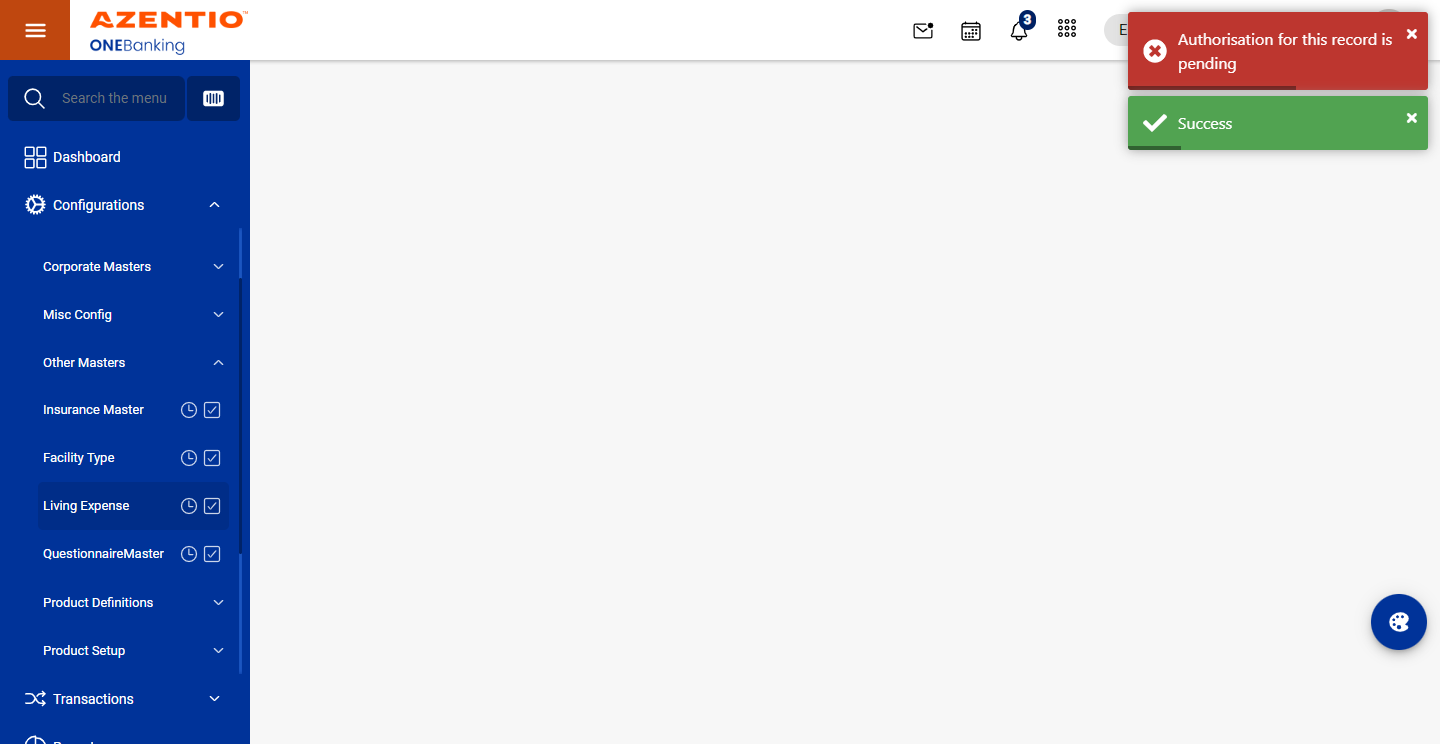 AZENTIO™
ONEBanking
3
E
Authorisation for this record is
pending
Success
Search the menu
Dashboard
Configurations
Corporate Masters
Misc Config
Other Masters
Insurance Master
Facility Type
Living Expense
QuestionnaireMaster
Product Definitions
Product Setup
Transactions